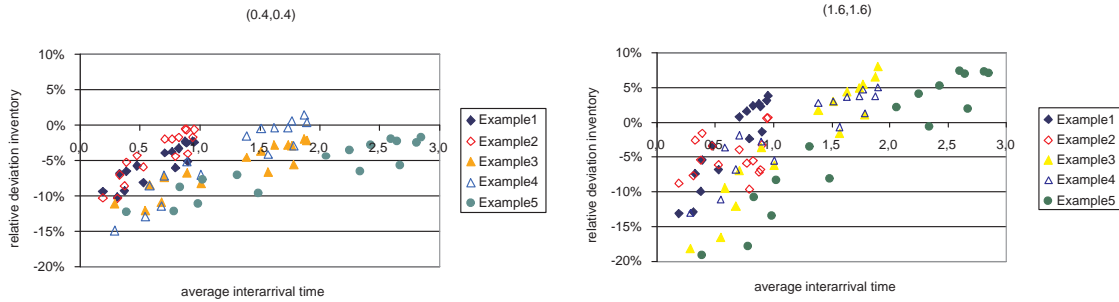 (0.4,0.4)
10%
5%
0%
-5%
-10%
-15%
-20%
0.0
0,5
1.0
1,5
2.0
2,5
3.0
relative deviation inventory
average interarrival time
Example1
Example2
Example3
Example4
Example5
(1.6,1.6)
10%
5%
0%
-5%
-10%
-15%
-20%
0.0
0,5
1.0
1.5
2.0
2.5
3.0
relative deviation inventory
average interarrival time
Example1
Example2
Example3
Example4
Example5